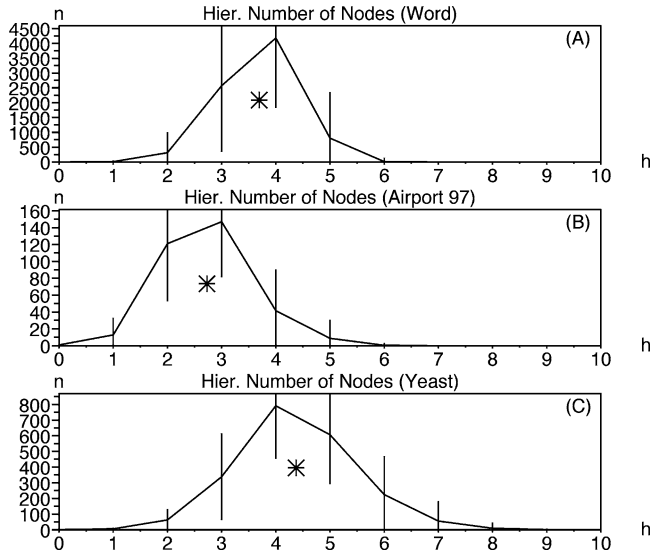 Hier. Number of Nodes (Word)
n
(A)
4500
4000
3500
3000
2500
2000
1500
1000
500
0
0 1 2 3 4 5 6 7 8 9 10 h
Hier. Number of Nodes (Airport 97)
n
(B)
160
140
120
100
80
60
40
20
0
0 1 2 3 4 5 6 7 8 9 10 h
Hier. Number of Nodes (Yeast)
n
(C)
800
700
600
500
400
300
200
100
0
0 1 2 3 4 5 6 7 8 9 10 h